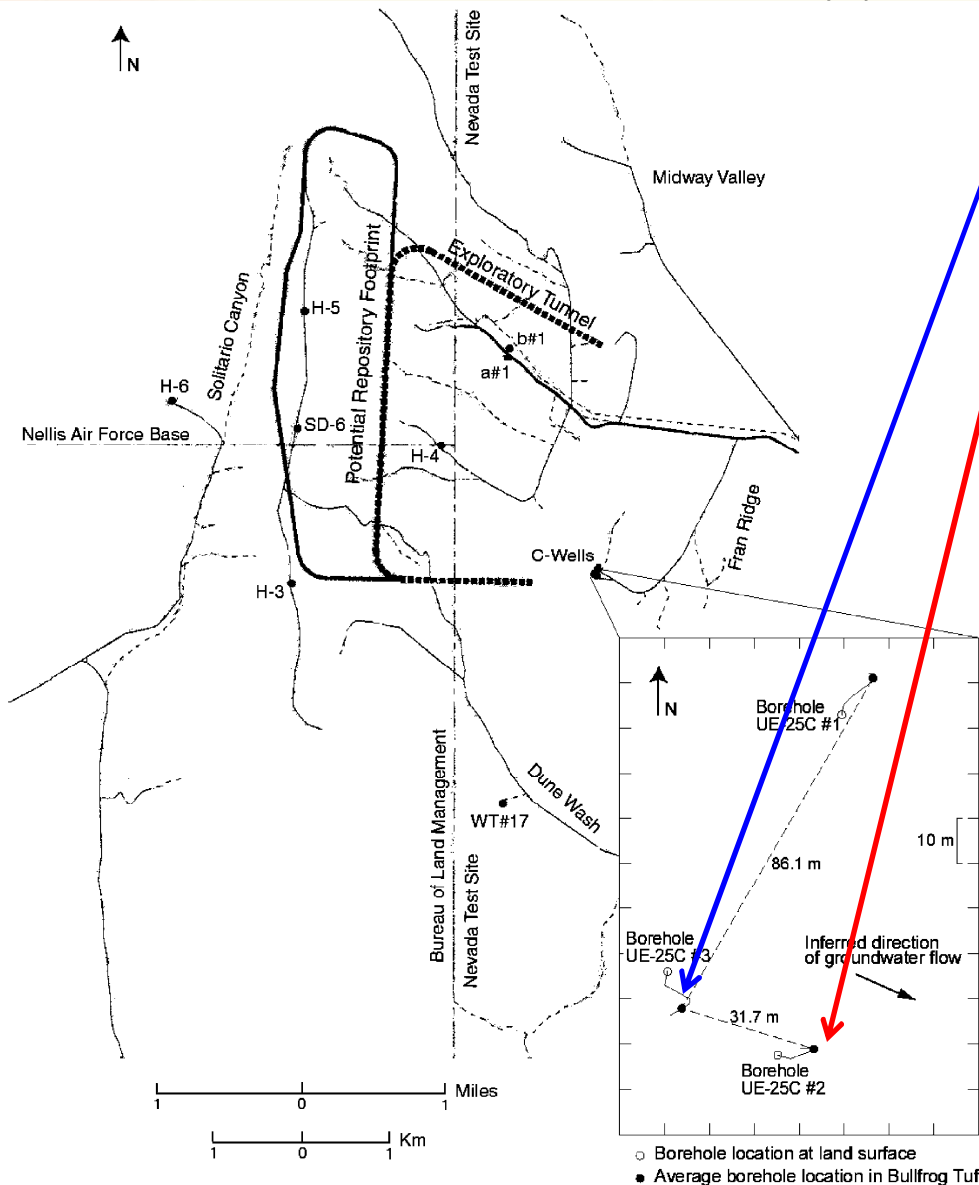 N
Nevada Test Site
Midway Valley
Solitario Canyon
Potential Repository Footprint
Exploratory Tunnel
H-5
b#1
a#1
H-6
SD-6
Nellis Air Force Base
H-4
Fran Ridge
C-Wells
H-3
N
Borehole
UE-25C #1
Bureau of Land Management
Nevada Test Site
Dune Wash
WT#17
10 m
86.1 m
Borehole
UE-25C #3
Inferred direction
of groundwater flow
31.7 m
Borehole
UE-25C #2
1 0 1 Miles
1 0 1 Km
Borehole location at land surface
Average borehole location in Bullfrog Tuf